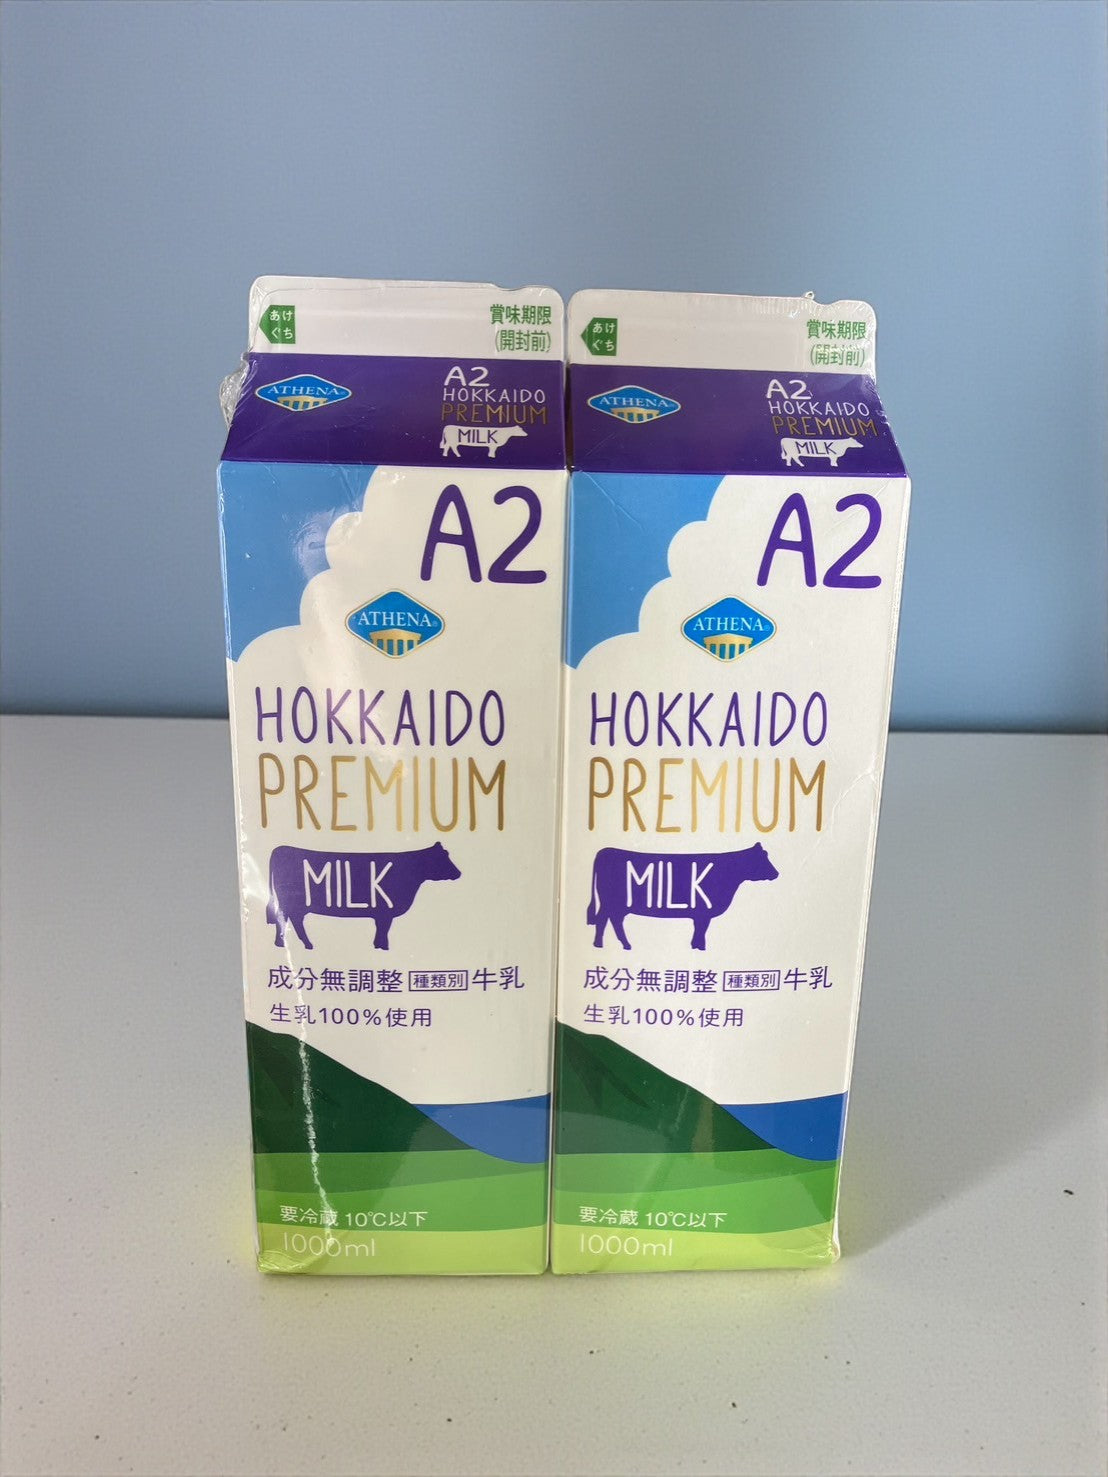 あけ
ぐち
賞味期限
(開封前)
ATHENA®
A2
HOKKAIDO
PREMIUM
MILK
A2
ATHENA®
HOKKAIDO
PREMIUM
MILK
成分無調整 種類別 牛乳
生乳100%使用
要冷蔵 10℃以下
1000ml
あけ
ぐち
賞味期限
(開封前)
ATHENA®
A2
HOKKAIDO
PREMIUM
MILK
A2
ATHENA®
HOKKAIDO
PREMIUM
MILK
成分無調整 種類別 牛乳
生乳100%使用
要冷蔵 10℃以下
1000ml